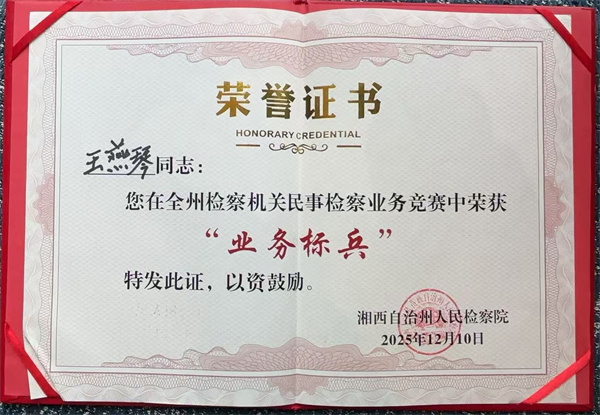 荣誉证书
HONORARY CREDENTIAL
王燕琴同志：
您在全州检察机关民事检察业务竞赛中荣获
“业务标兵”
特发此证，以资鼓励。
湘西自治州人民检察院
2025年12月10日